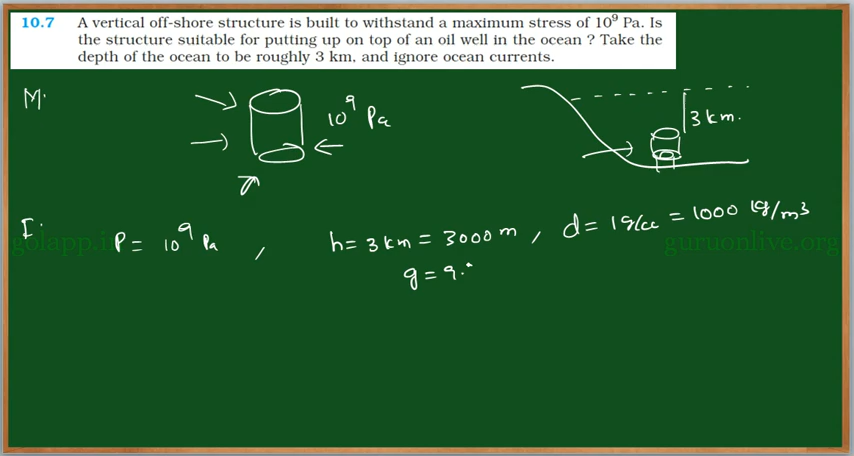 10.7 A vertical off-shore structure is built to withstand a maximum stress of 10⁹ Pa. Is
the structure suitable for putting up on top of an oil well in the ocean ? Take the
depth of the ocean to be roughly 3 km, and ignore ocean currents.
M.
10⁹ Pa
3 km.
I.
P = 10⁹ Pa , h = 3 km = 3000 m , d = 1 g/cc = 1000 kg/m³
golapp.in guruonlive.org
g = 9.